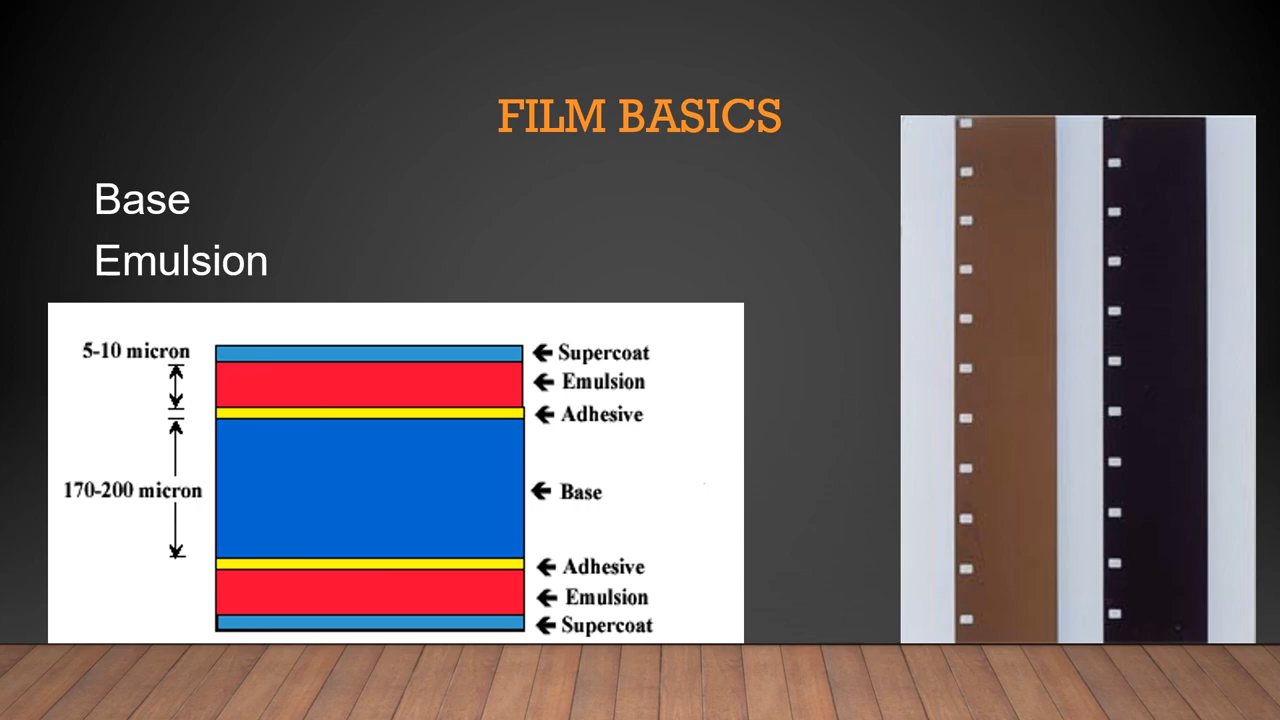 FILM BASICS
Base
Emulsion
5-10 micron
Supercoat
Emulsion
Adhesive
170-200 micron
Base
Adhesive
Emulsion
Supercoat